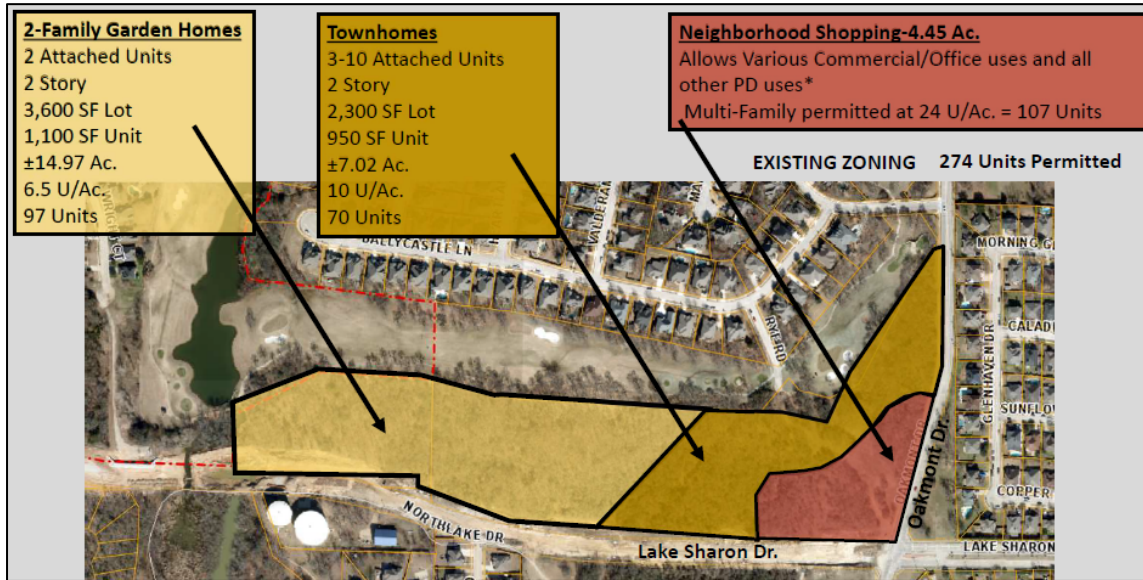 2-Family Garden Homes
2 Attached Units
2 Story
3,600 SF Lot
1,100 SF Unit
±14.97 Ac.
6.5 U/Ac.
97 Units
Townhomes
3-10 Attached Units
2 Story
2,300 SF Lot
950 SF Unit
±7.02 Ac.
10 U/Ac.
70 Units
Neighborhood Shopping-4.45 Ac.
Allows Various Commercial/Office uses and all
other PD uses*
Multi-Family permitted at 24 U/Ac. = 107 Units
EXISTING ZONING 274 Units Permitted
BALLYCASTLE LN
RYE RD
MORNING
GLENHAVEN DR
SUNFLOW
COPPER
Oakmont Dr.
NORTHLAKE DR
Lake Sharon Dr.
LAKE SHARON